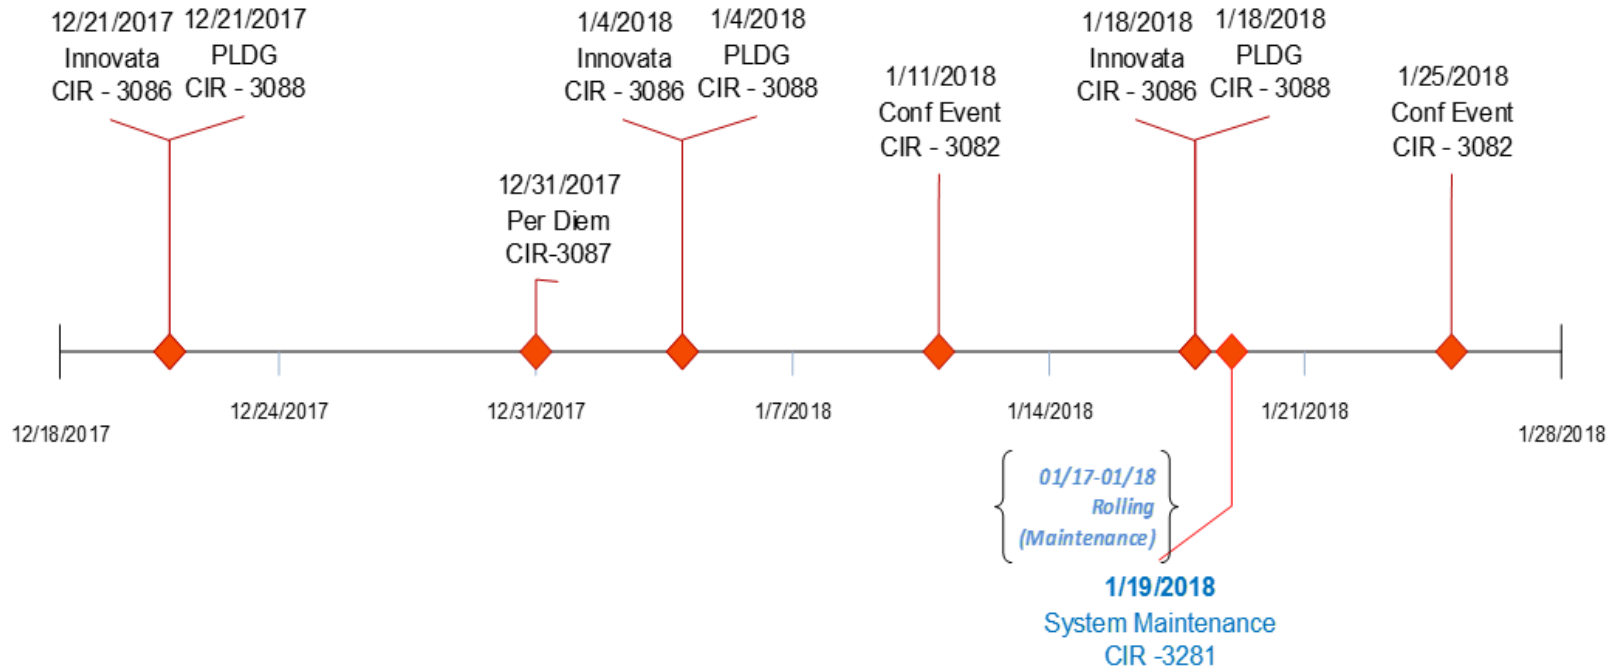 12/21/2017
Innovata
CIR - 3086
12/21/2017
PLDG
CIR - 3088
12/31/2017
Per Diem
CIR-3087
1/4/2018
Innovata
CIR - 3086
1/4/2018
PLDG
CIR - 3088
1/11/2018
Conf Event
CIR - 3082
1/18/2018
Innovata
CIR - 3086
1/18/2018
PLDG
CIR - 3088
1/25/2018
Conf Event
CIR - 3082
12/18/2017
12/24/2017
12/31/2017
1/7/2018
1/14/2018
1/21/2018
1/28/2018
01/17-01/18
Rolling
(Maintenance)
1/19/2018
System Maintenance
CIR -3281